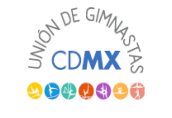 UNIÓN DE GIMNASTAS
CDMX